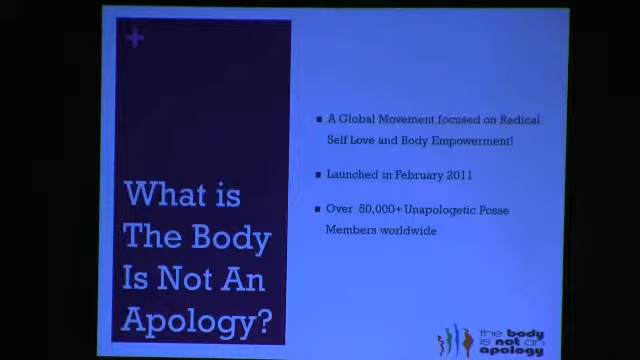 +
What is
The Body
Is Not An
Apology?
■ A Global Movement focused on Radical
Self Love and Body Empowerment!
■ Launched in February 2011
■ Over 50,000+ Unapologetic Posse
Members worldwide
the body
is not an
apology